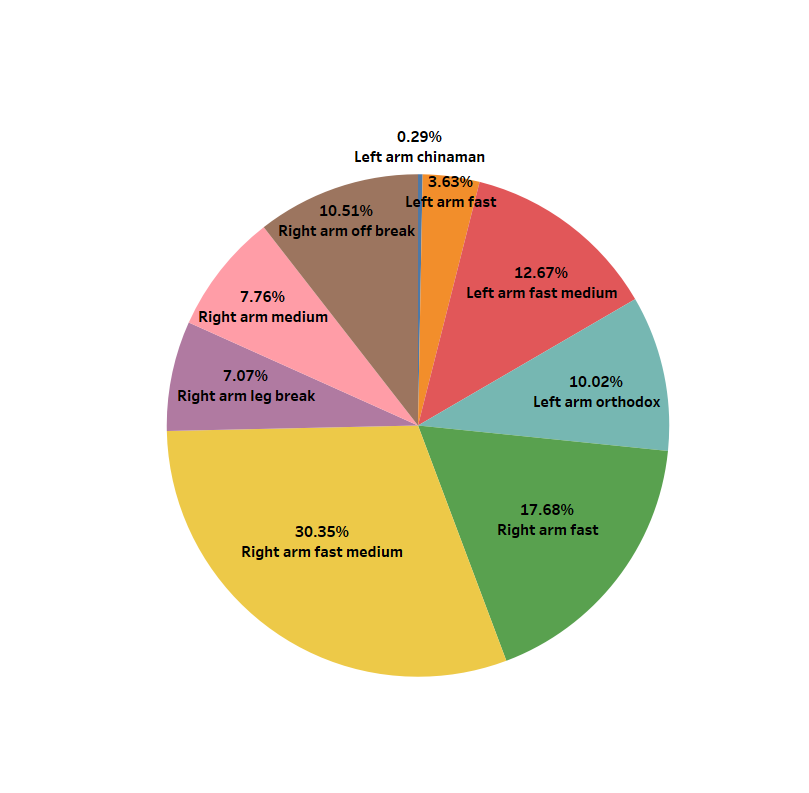 0.29%
Left arm chinaman
3.63%
Left arm fast
12.67%
Left arm fast medium
10.02%
Left arm orthodox
17.68%
Right arm fast
30.35%
Right arm fast medium
7.07%
Right arm leg break
7.76%
Right arm medium
10.51%
Right arm off break